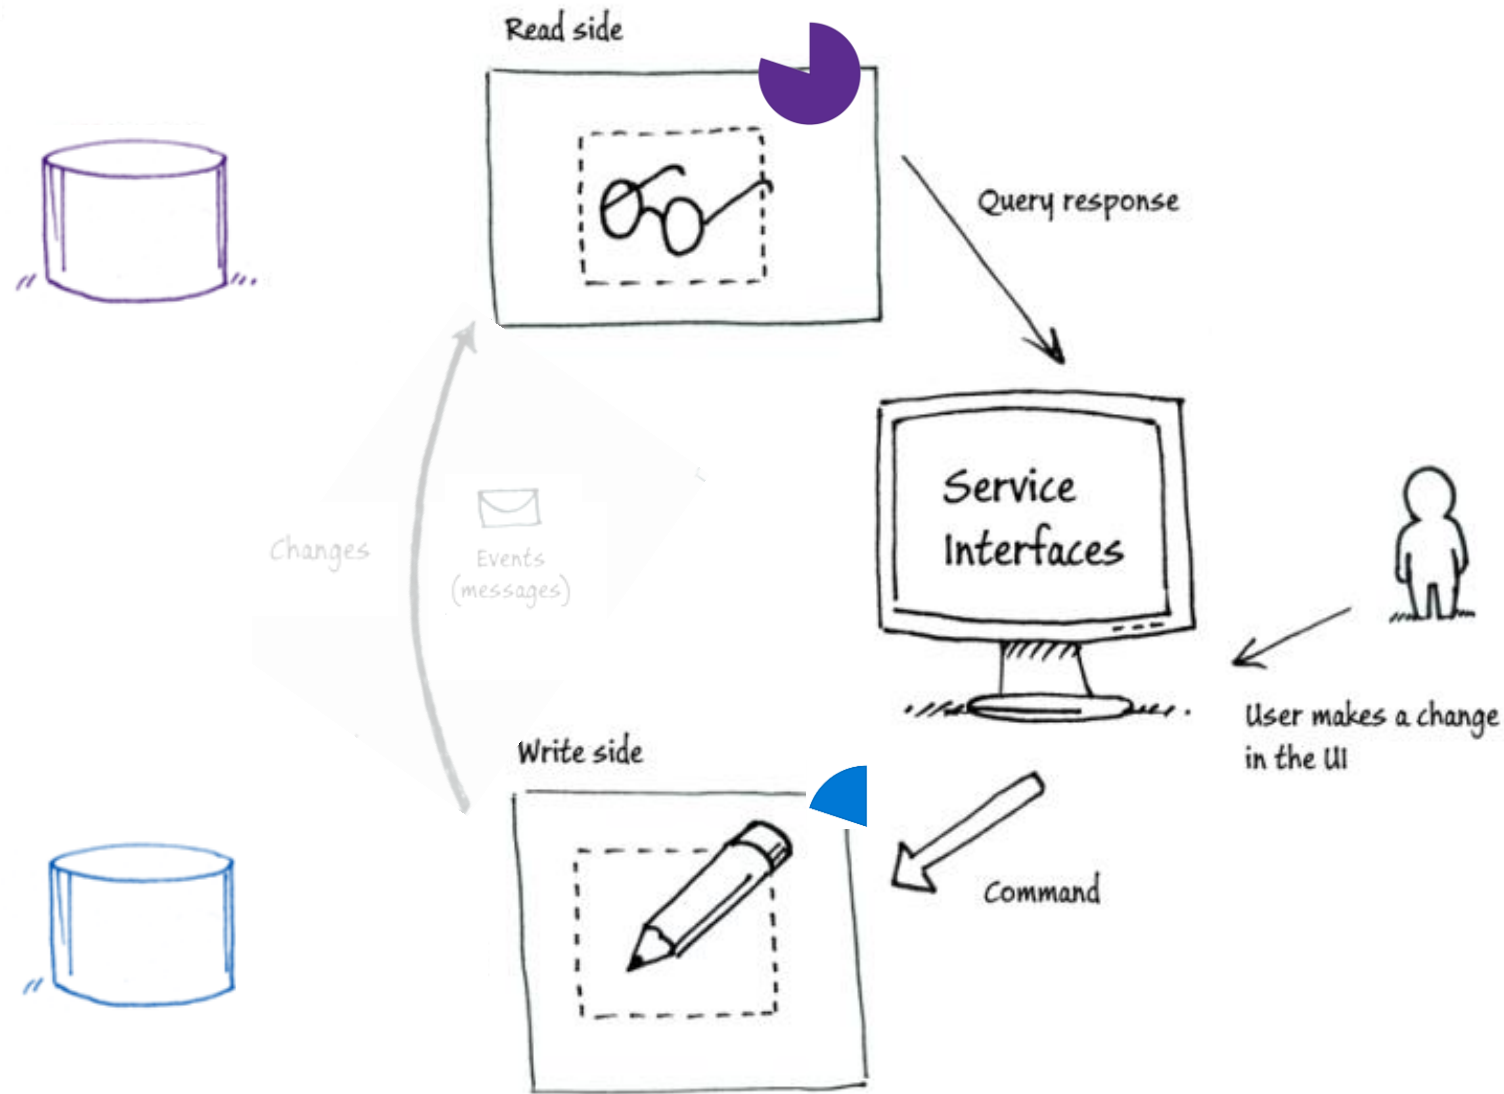 Read side
Query response
Service
Interfaces
Changes
Events
(messages)
User makes a change
in the UI
Write side
Command